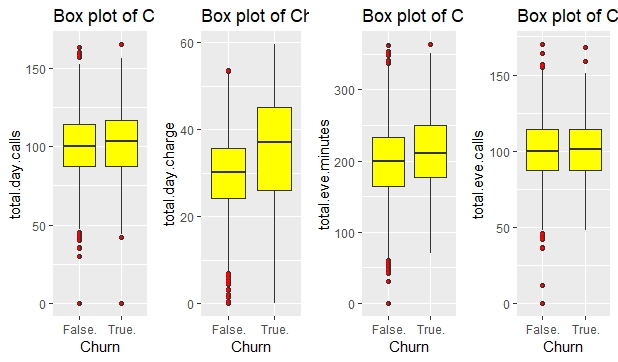 Box plot of C
total.day.calls
150
100
50
0
False.
True.
Churn
Box plot of Ch
total.day.charge
60
40
20
0
False.
True.
Churn
Box plot of C
total.eve.minutes
300
200
100
0
False.
True.
Churn
Box plot of C
total.eve.calls
150
100
50
0
False.
True.
Churn